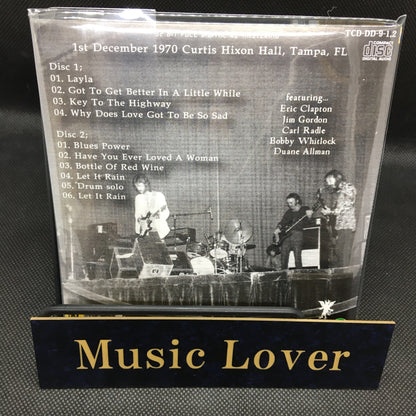 TCD-DD-9-1,2
1st December 1970 Curtis Hixon Hall, Tampa, FL
COMPACT
disc
DIGITAL AUDIO
Disc 1;
01. Layla
02. Got To Get Better In A Little While
03. Key To The Highway
04. Why Does Love Got To Be So Sad
featuring...
Eric Clapton
Jim Gordon
Carl Radle
Bobby Whitlock
Duane Allman
Disc 2;
01. Blues Power
02. Have You Ever Loved A Woman
03. Bottle Of Red Wine
04. Let It Rain
05. Drum solo
06. Let It Rain
Music Lover